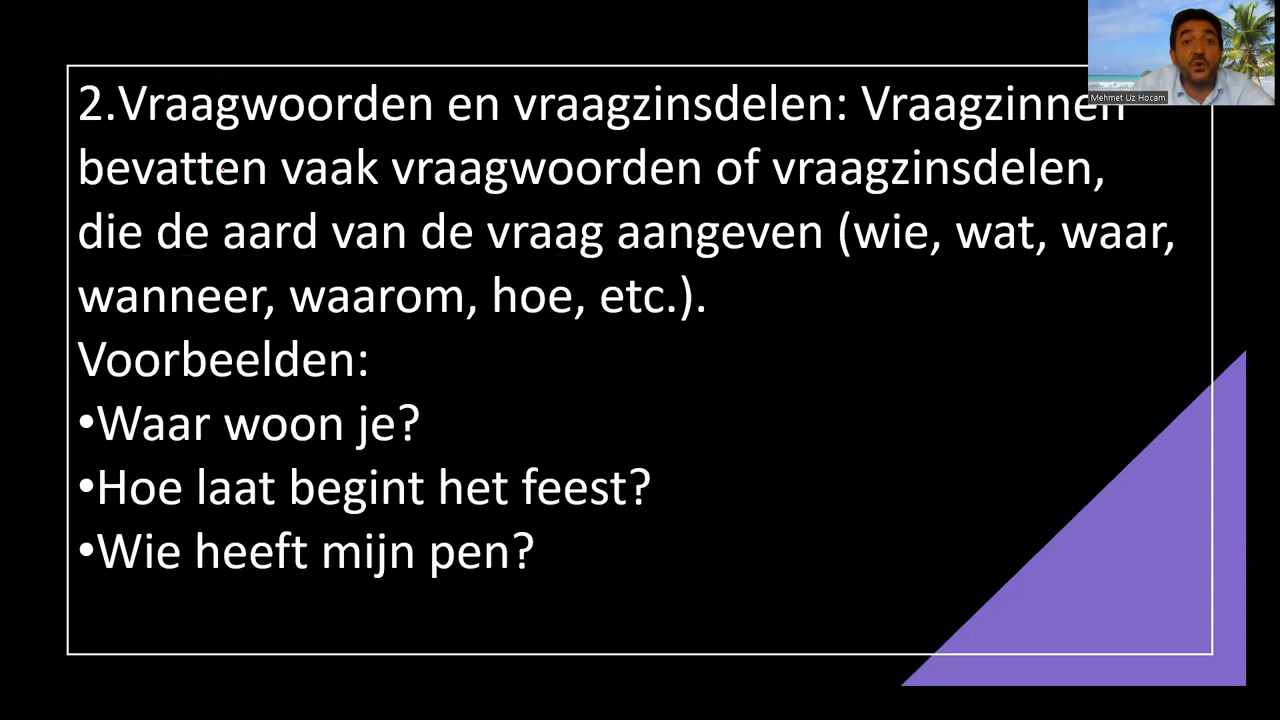 Mehmet Uz Hocam
2.Vraagwoorden en vraagzinsdelen: Vraagzinnen
bevatten vaak vraagwoorden of vraagzinsdelen,
die de aard van de vraag aangeven (wie, wat, waar,
wanneer, waarom, hoe, etc.).
Voorbeelden:
•Waar woon je?
•Hoe laat begint het feest?
•Wie heeft mijn pen?